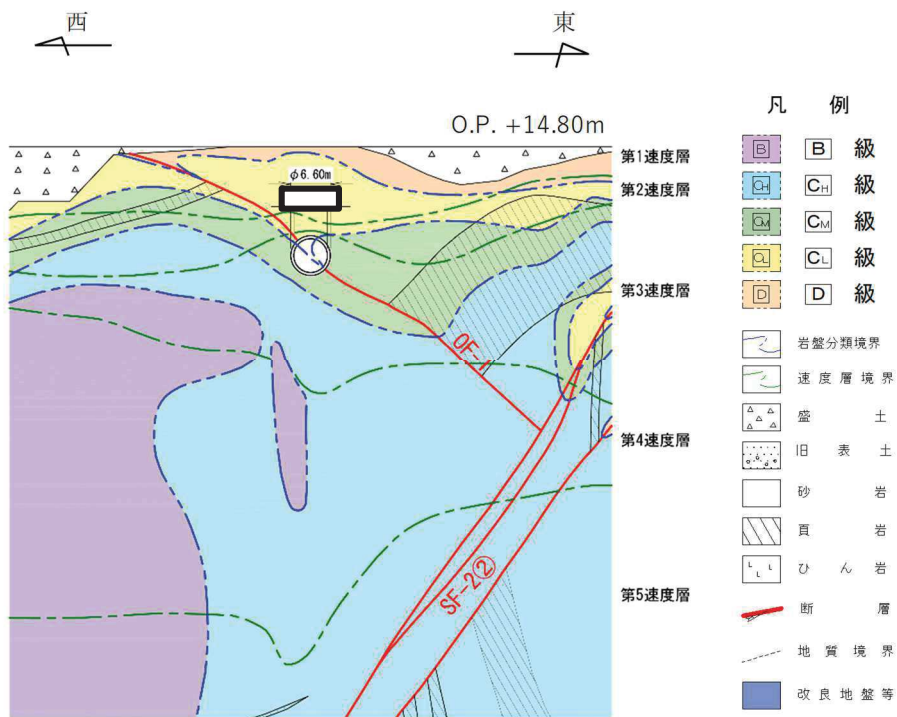 西
東
O.P. +14.80m
φ6.60m
第1速度層
第2速度層
第3速度層
第4速度層
第5速度層
OF-1
SF-2②
凡 例
B B 級
CH CH 級
CM CM 級
CL CL 級
D D 級
岩盤分類境界
速度層境界
盛 土
旧 表 土
砂 岩
頁 岩
ひ ん 岩
断 層
地 質 境 界
改 良 地 盤 等